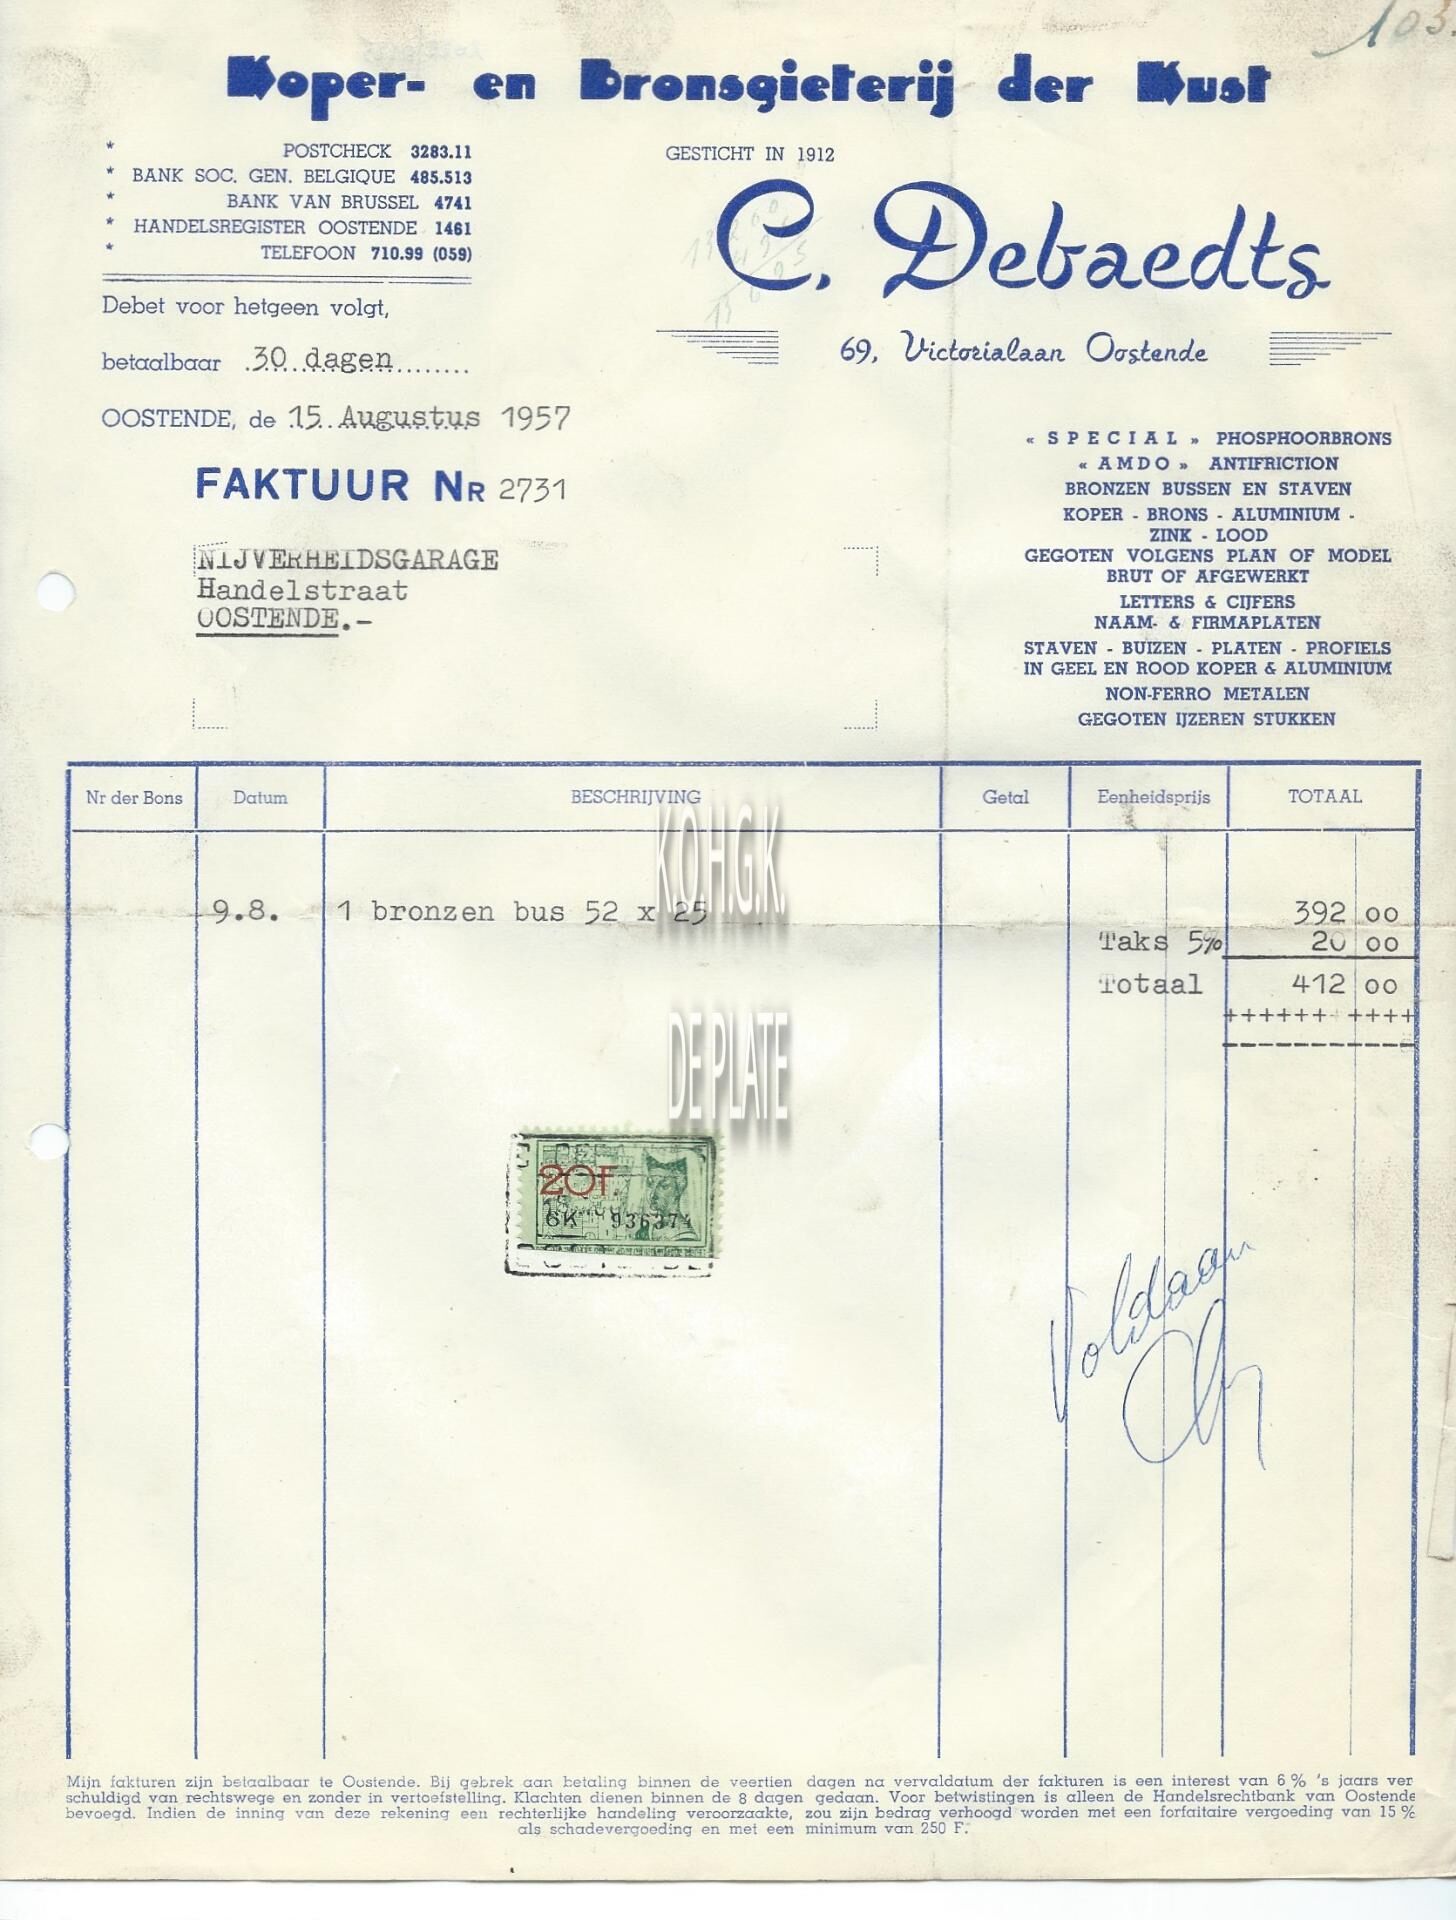 103.
Koper- en Bronsgieterij der Kust
* POSTCHECK 3283.11
* BANK SOC. GEN. BELGIQUE 485.513
* BANK VAN BRUSSEL 4741
* HANDELSREGISTER OOSTENDE 1461
* TELEFOON 710.99 (059)
GESTICHT IN 1912
C. Debaedts
69, Victorialaan Oostende
Debet voor hetgeen volgt,
betaalbaar 30 dagen
OOSTENDE, de 15 Augustus 1957
FAKTUUR NR 2731
NIJVERHEIDSGARAGE
Handelstraat
OOSTENDE.-
« SPECIAL » PHOSPHOORBRONS
« AMDO » ANTIFRICTION
BRONZEN BUSSEN EN STAVEN
KOPER - BRONS - ALUMINIUM -
ZINK - LOOD
GEGOTEN VOLGENS PLAN OF MODEL
BRUT OF AFGEWERKT
LETTERS & CIJFERS
NAAM- & FIRMAPLATEN
STAVEN - BUIZEN - PLATEN - PROFIELS
IN GEEL EN ROOD KOPER & ALUMINIUM
NON-FERRO METALEN
GEGOTEN IJZEREN STUKKEN
Nr der Bons Datum BESCHRIJVING Getal Eenheidsprijs TOTAAL
K.O.H.G.K.
9.8. 1 bronzen bus 52 x 25 392 00
Taks 5% 20 00
Totaal 412 00
++++++ ++++
DE PLATE
20F.
6K 936374
Voldaan
Mijn fakturen zijn betaalbaar te Oostende. Bij gebrek aan betaling binnen de veertien dagen na vervaldatum der fakturen is een interest van 6 % 's jaars ver
schuldigd van rechtswege en zonder in vertoefstelling. Klachten dienen binnen de 8 dagen gedaan. Voor betwistingen is alleen de Handelsrechtbank van Oostende
bevoegd. Indien de inning van deze rekening een rechterlijke handeling veroorzaakte, zou zijn bedrag verhoogd worden met een forfaitaire vergoeding van 15 %
als schadevergoeding en met een minimum van 250 F.